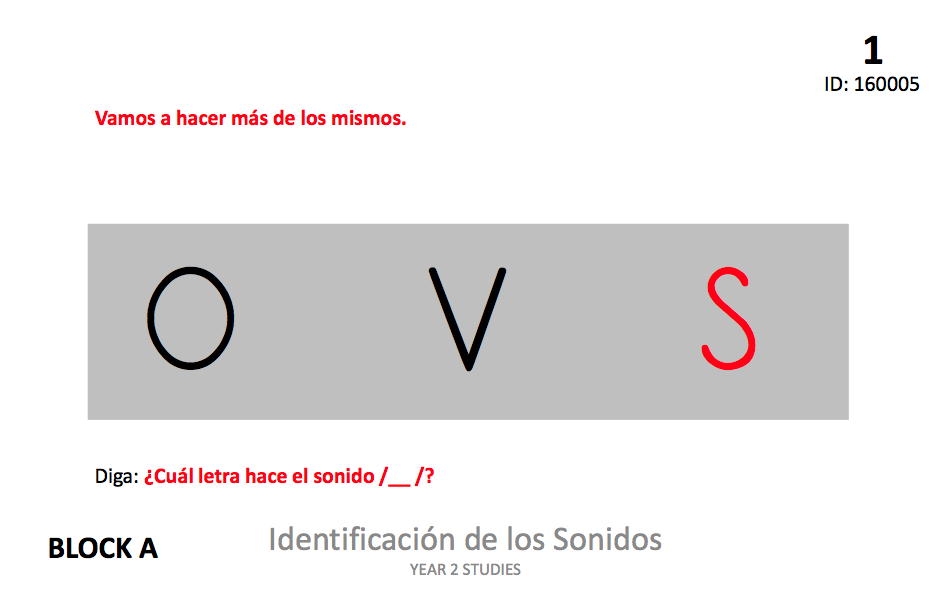 1
ID: 160005
Vamos a hacer más de los mismos.
O V S
Diga: ¿Cuál letra hace el sonido /__ /?
BLOCK A
Identificación de los Sonidos
YEAR 2 STUDIES